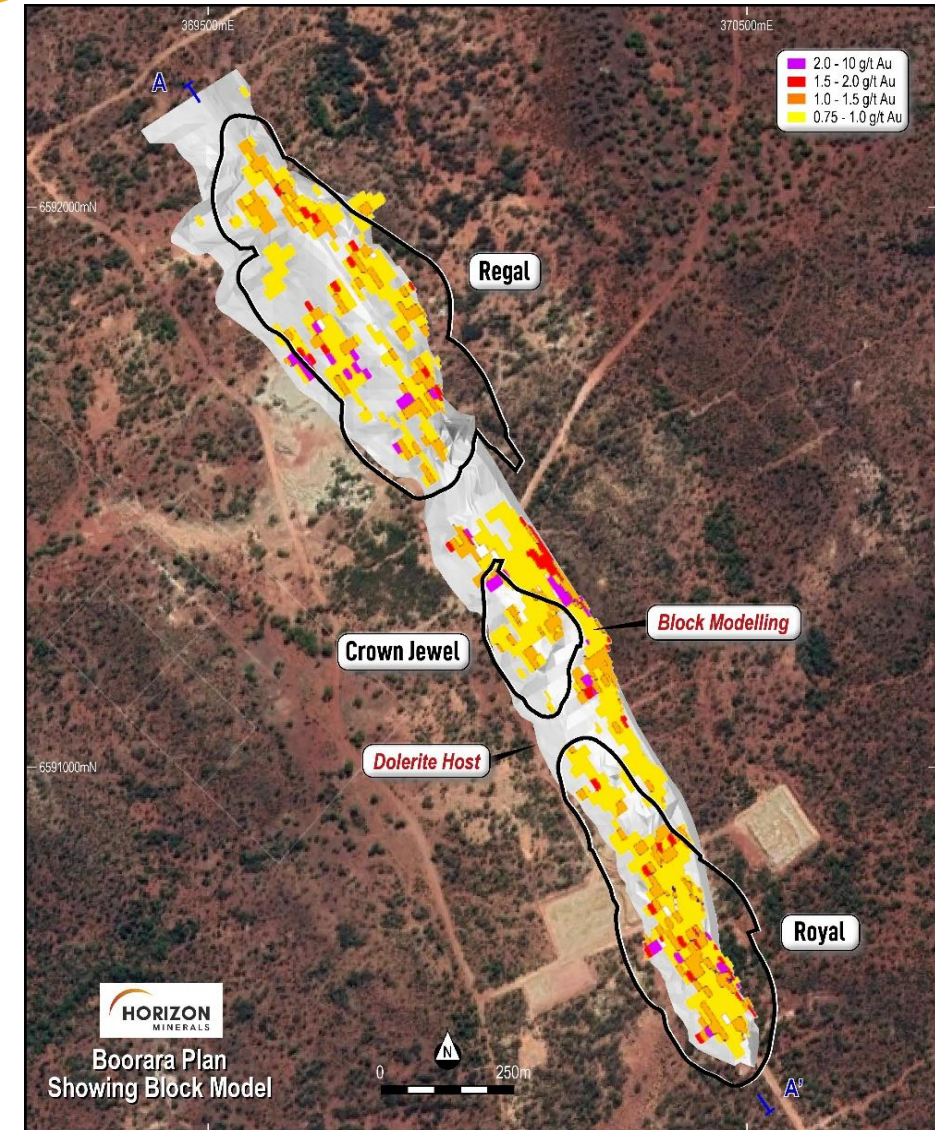 369500mE
370500mE
A
2.0 - 10 g/t Au
1.5 - 2.0 g/t Au
1.0 - 1.5 g/t Au
0.75 - 1.0 g/t Au
6592000mN
Regal
Block Modelling
Crown Jewel
Dolerite Host
6591000mN
Royal
HORIZON
MINERALS
Boorara Plan
Showing Block Model
N
0
250m
A'